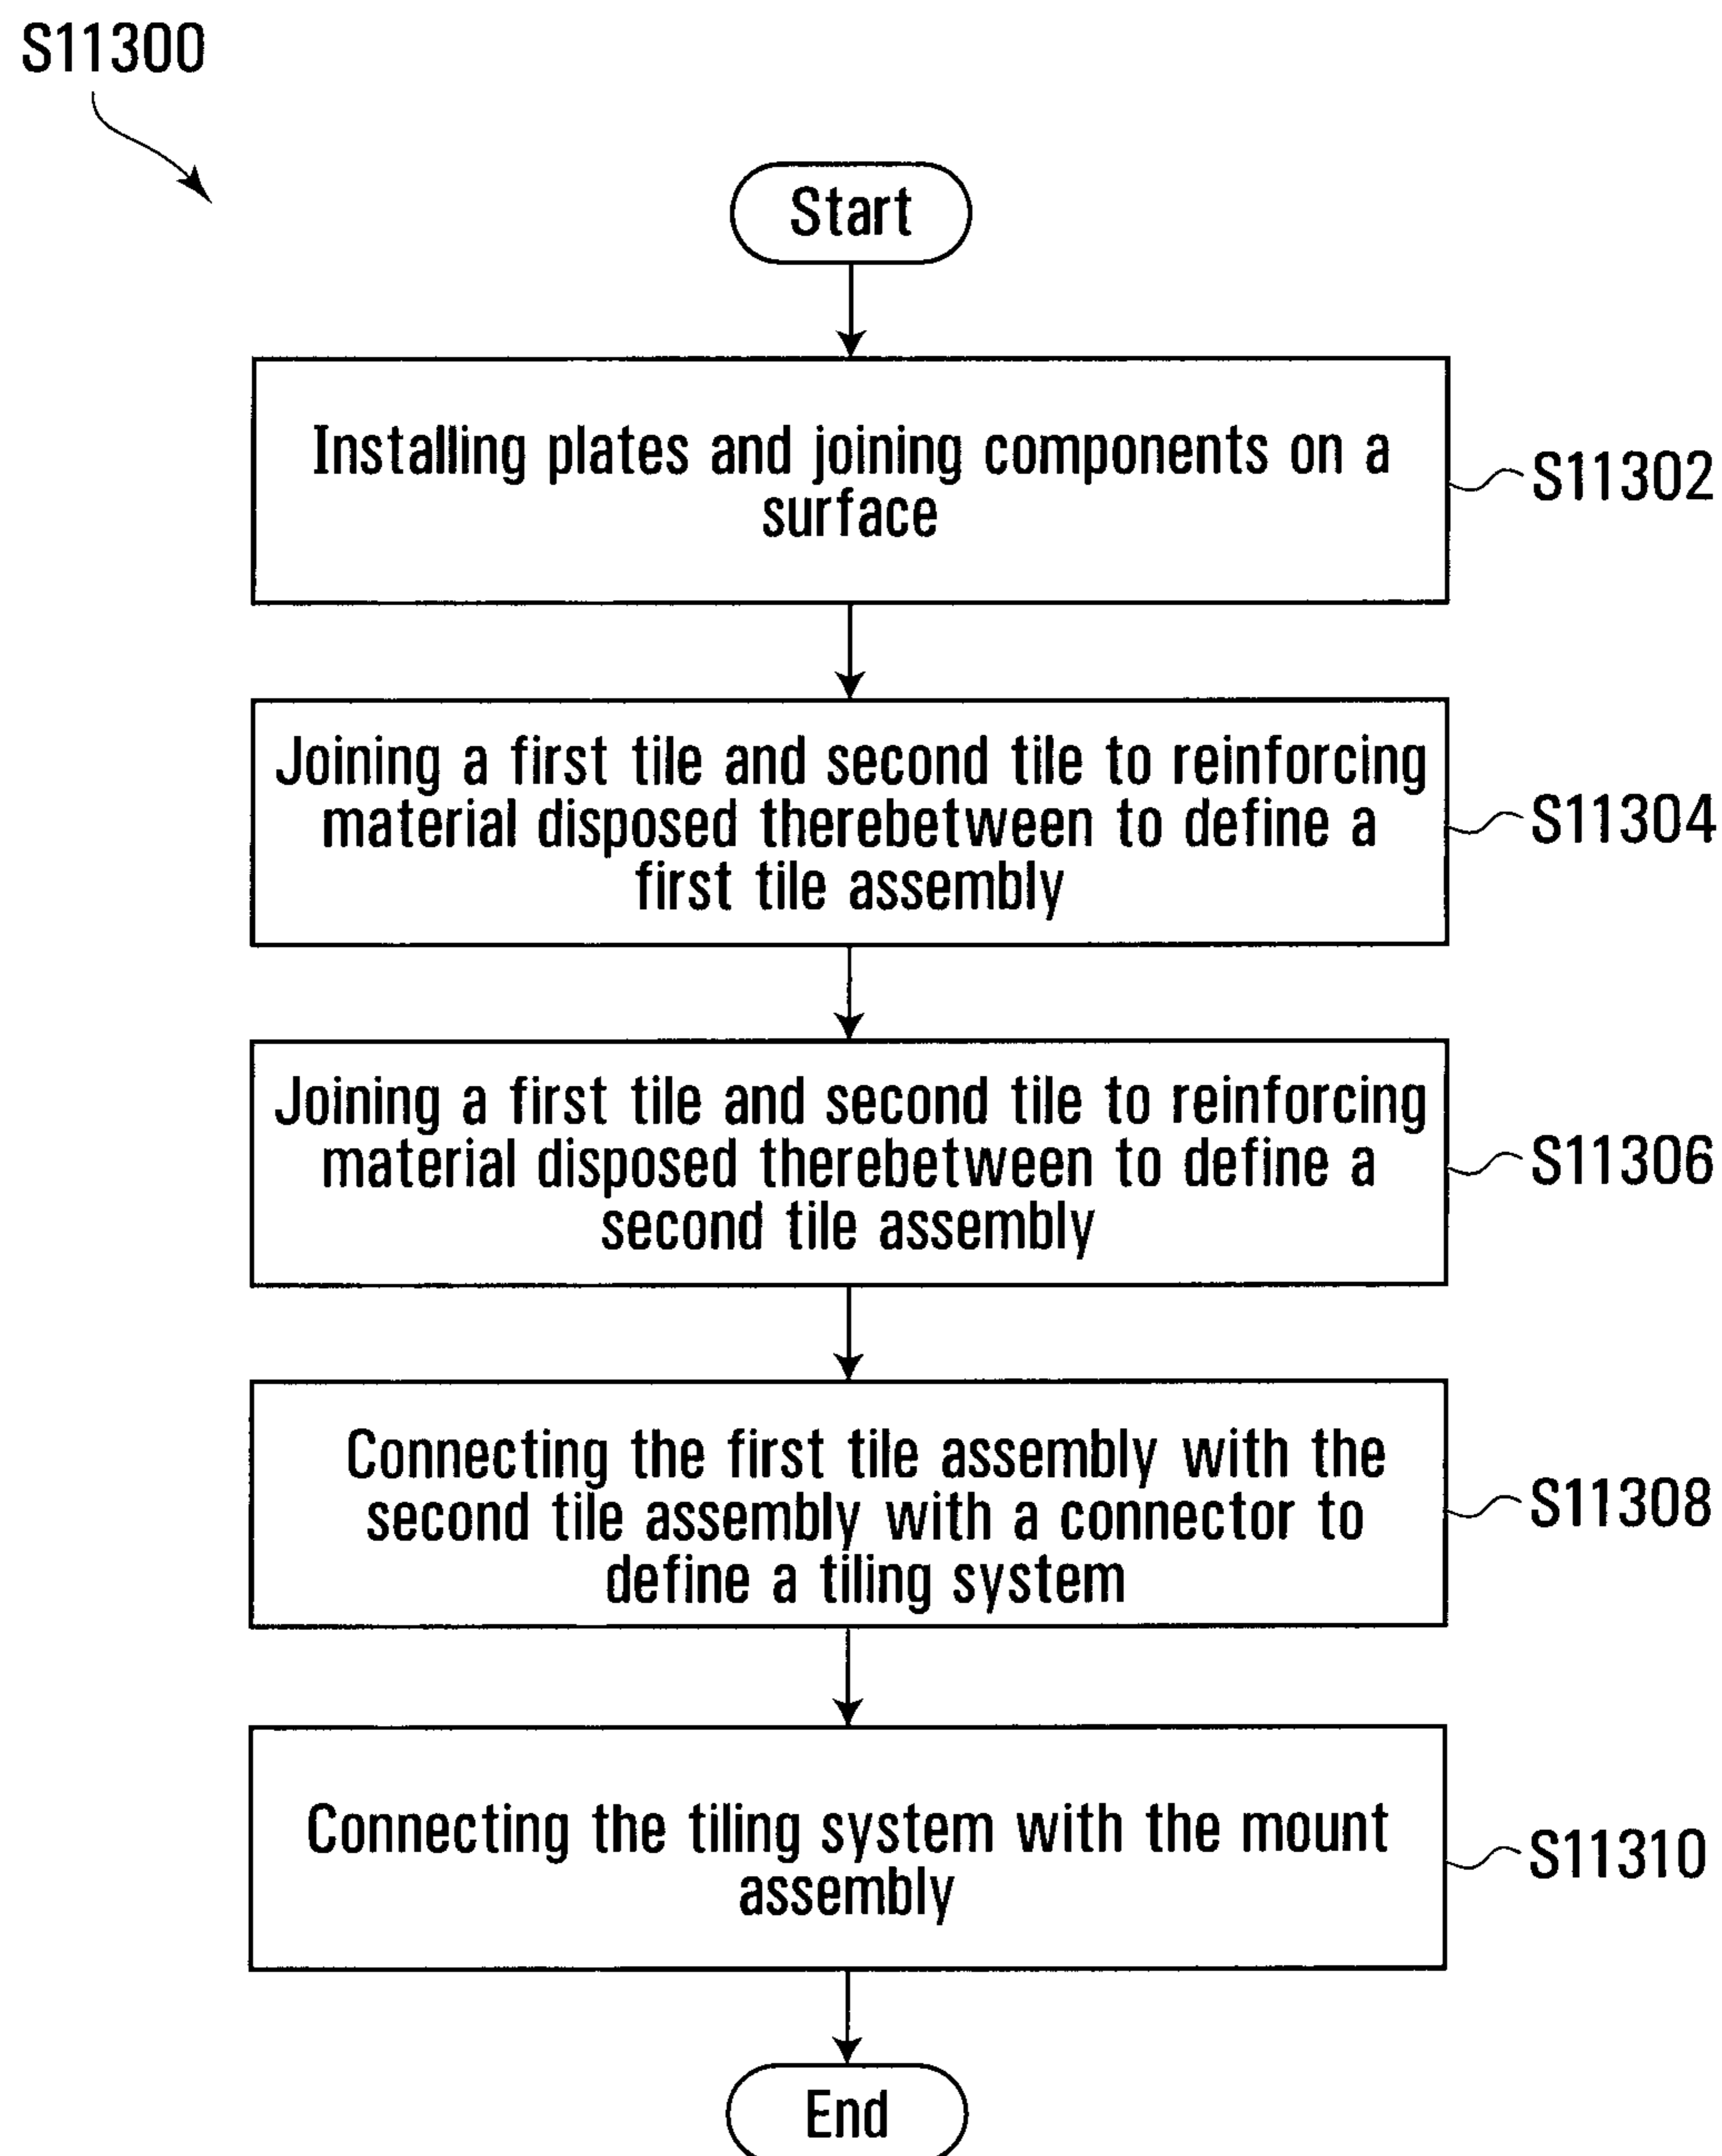 S11300
Start
Installing plates and joining components on a
surface
S11302
Joining a first tile and second tile to reinforcing
material disposed therebetween to define a
first tile assembly
S11304
Joining a first tile and second tile to reinforcing
material disposed therebetween to define a
second tile assembly
S11306
Connecting the first tile assembly with the
second tile assembly with a connector to
define a tiling system
S11308
Connecting the tiling system with the mount
assembly
S11310
End